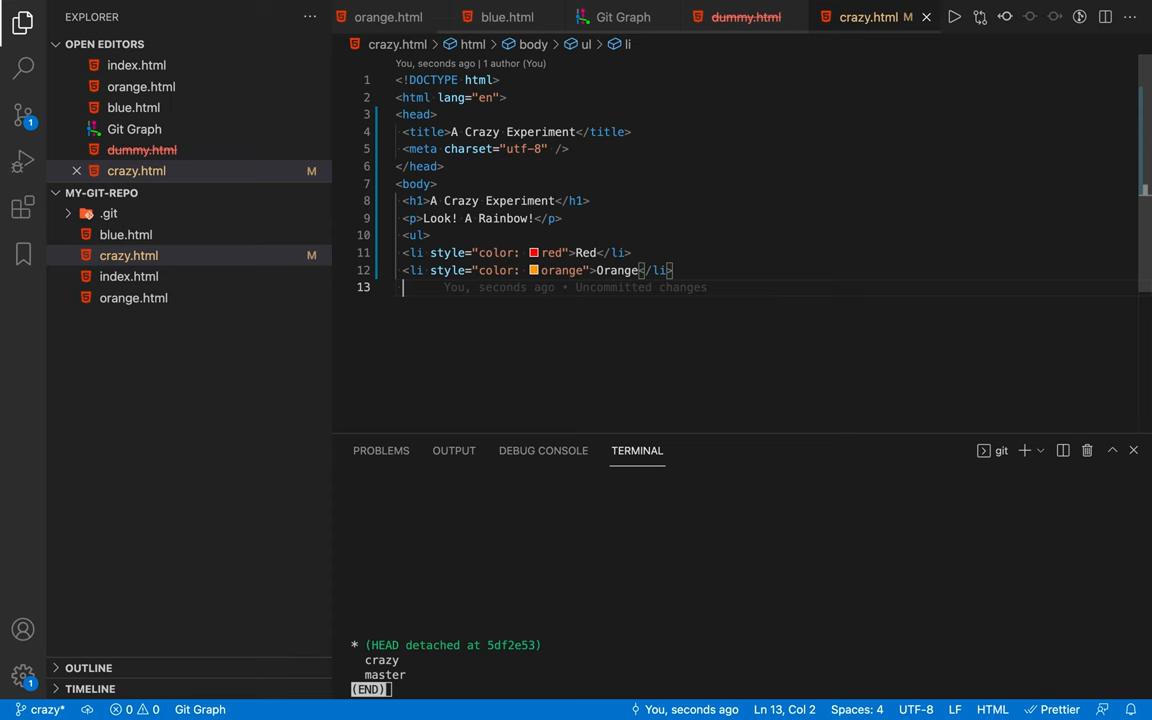 EXPLORER
OPEN EDITORS
index.html
orange.html
blue.html
Git Graph
dummy.html
crazy.html M
MY-GIT-REPO
.git
blue.html
crazy.html M
index.html
orange.html
OUTLINE
TIMELINE
orange.html blue.html Git Graph dummy.html crazy.html M
crazy.html > html > body > ul > li
You, seconds ago | 1 author (You)
1 <!DOCTYPE html>
2 <html lang="en">
3 <head>
4 <title>A Crazy Experiment</title>
5 <meta charset="utf-8" />
6 </head>
7 <body>
8 <h1>A Crazy Experiment</h1>
9 <p>Look! A Rainbow!</p>
10 <ul>
11 <li style="color: red">Red</li>
12 <li style="color: orange">Orange</li>
13 You, seconds ago • Uncommitted changes
PROBLEMS OUTPUT DEBUG CONSOLE TERMINAL git
* (HEAD detached at 5df2e53)
crazy
master
(END)
1
1
crazy* 0 0 Git Graph You, seconds ago Ln 13, Col 2 Spaces: 4 UTF-8 LF HTML Prettier